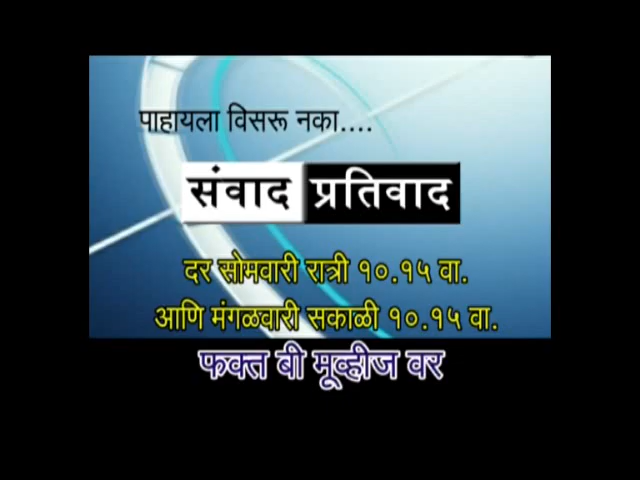 पाहायला विसरू नका....
संवाद प्रतिवाद
दर सोमवारी रात्री १०.१५ वा.
आणि मंगळवारी सकाळी १०.१५ वा.
फक्त बी मूव्हीज वर